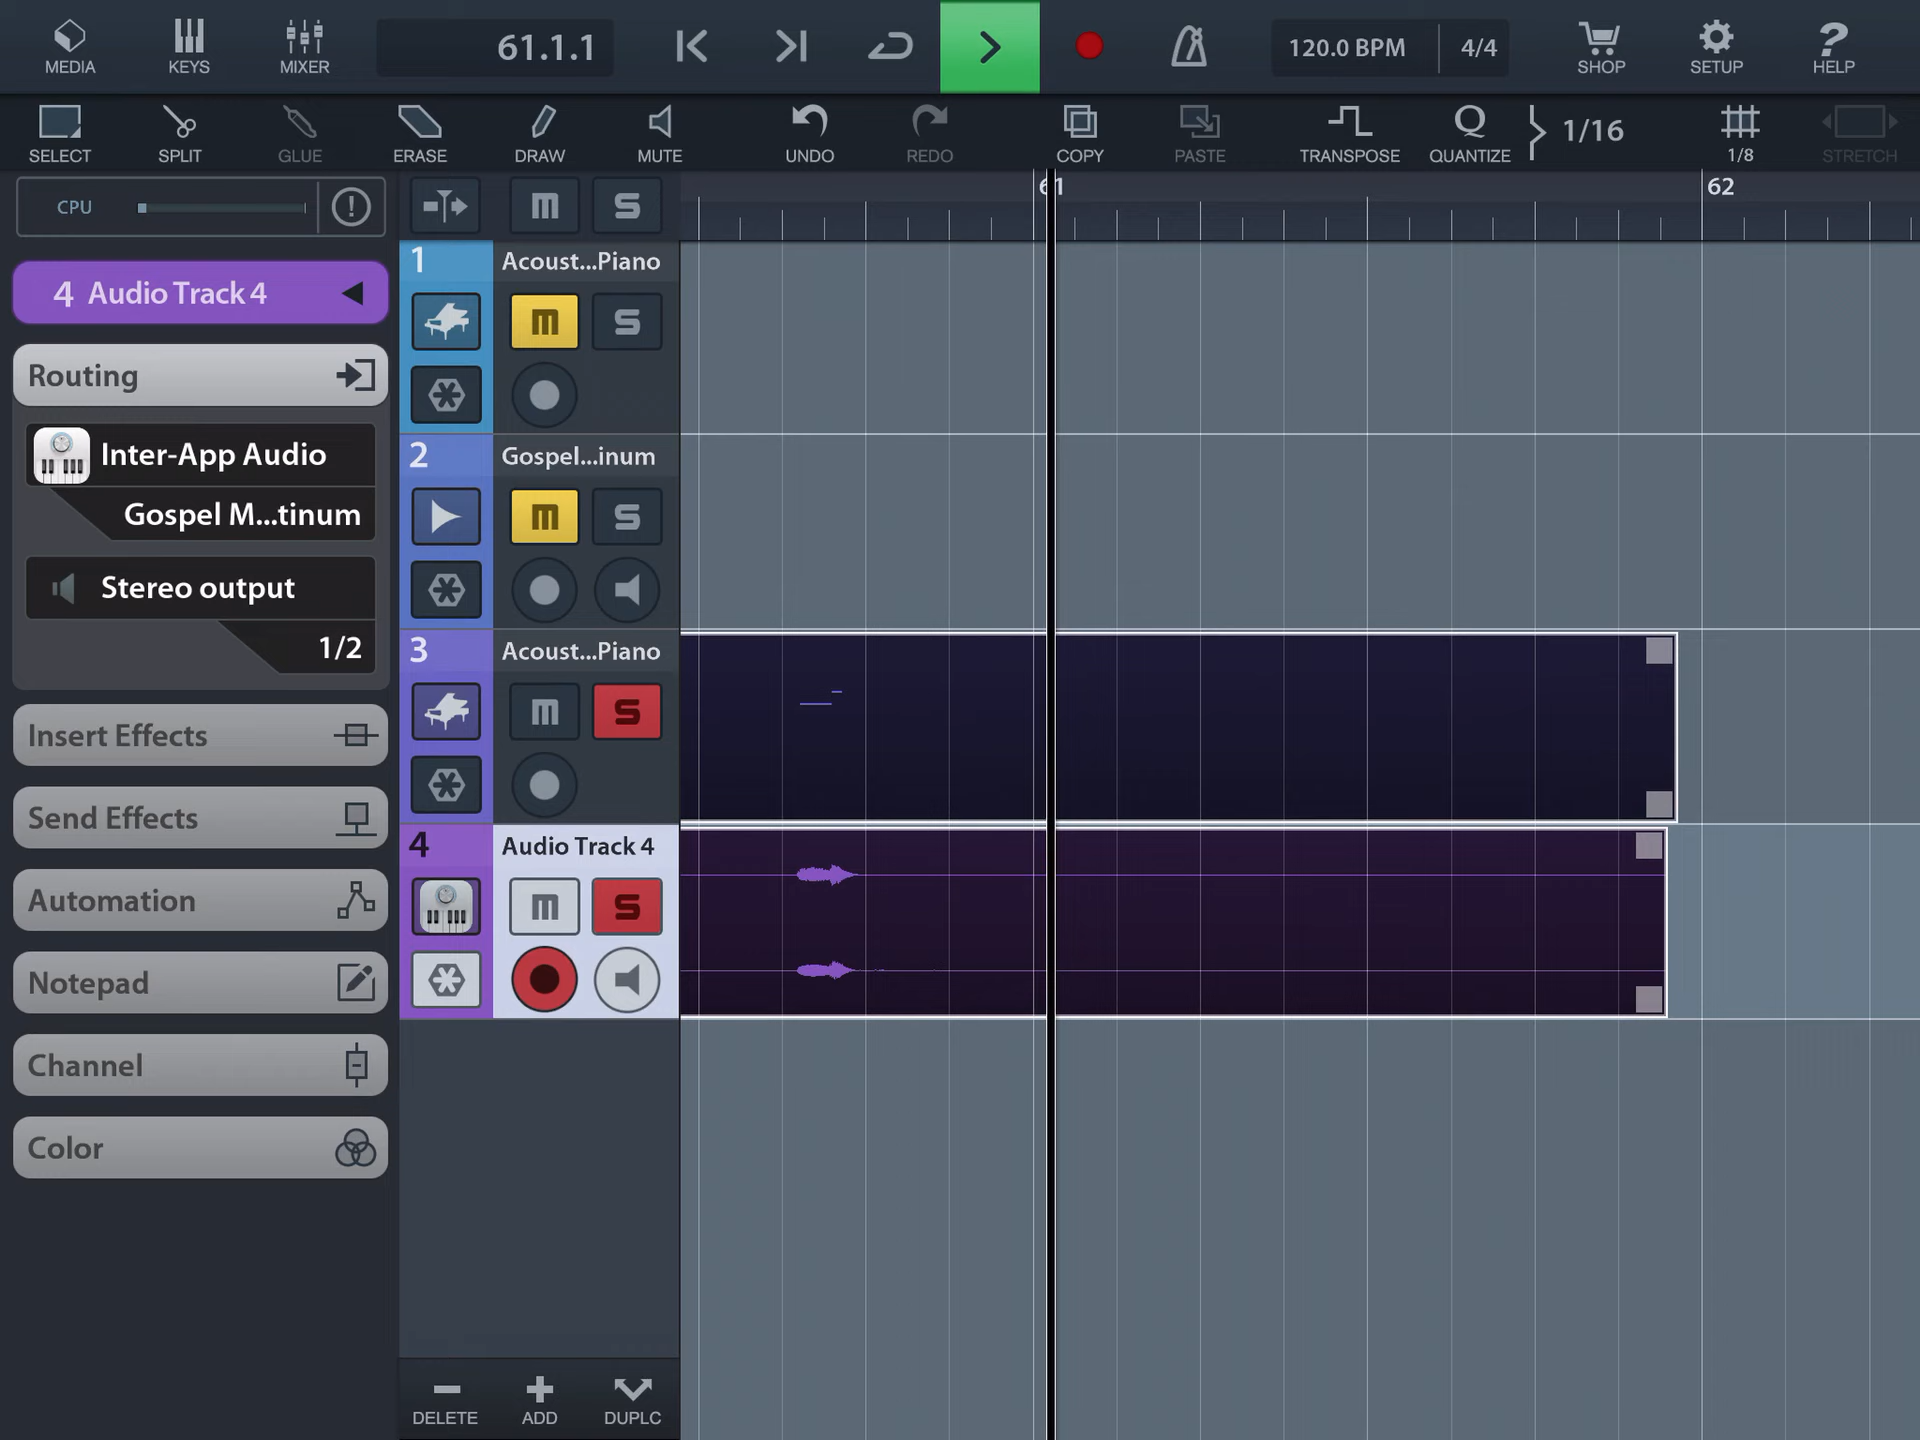 61.1.1
120.0 BPM
4/4
MEDIA
KEYS
MIXER
SHOP
SETUP
HELP
1/16
SELECT
SPLIT
GLUE
ERASE
DRAW
MUTE
UNDO
REDO
COPY
PASTE
TRANSPOSE
QUANTIZE
1/8
STRETCH
CPU
m
S
61
62
4 Audio Track 4
Routing
Inter-App Audio
Gospel M...tinum
Stereo output
1/2
Insert Effects
Send Effects
Automation
Notepad
Channel
Color
1
Acoust...Piano
m
S
2
Gospel...inum
m
S
3
Acoust...Piano
m
S
4
Audio Track 4
m
S
DELETE
ADD
DUPLC